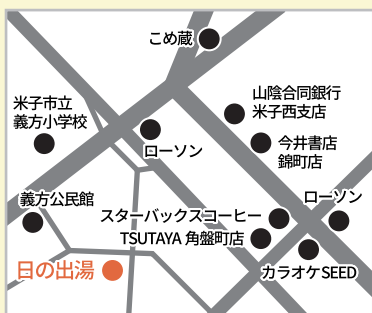 こめ蔵
山陰合同銀行
米子西支店
米子市立
義方小学校
今井書店
錦町店
ローソン
義方公民館
ローソン
スターバックスコーヒー
TSUTAYA 角盤町店
日の出湯
カラオケSEED